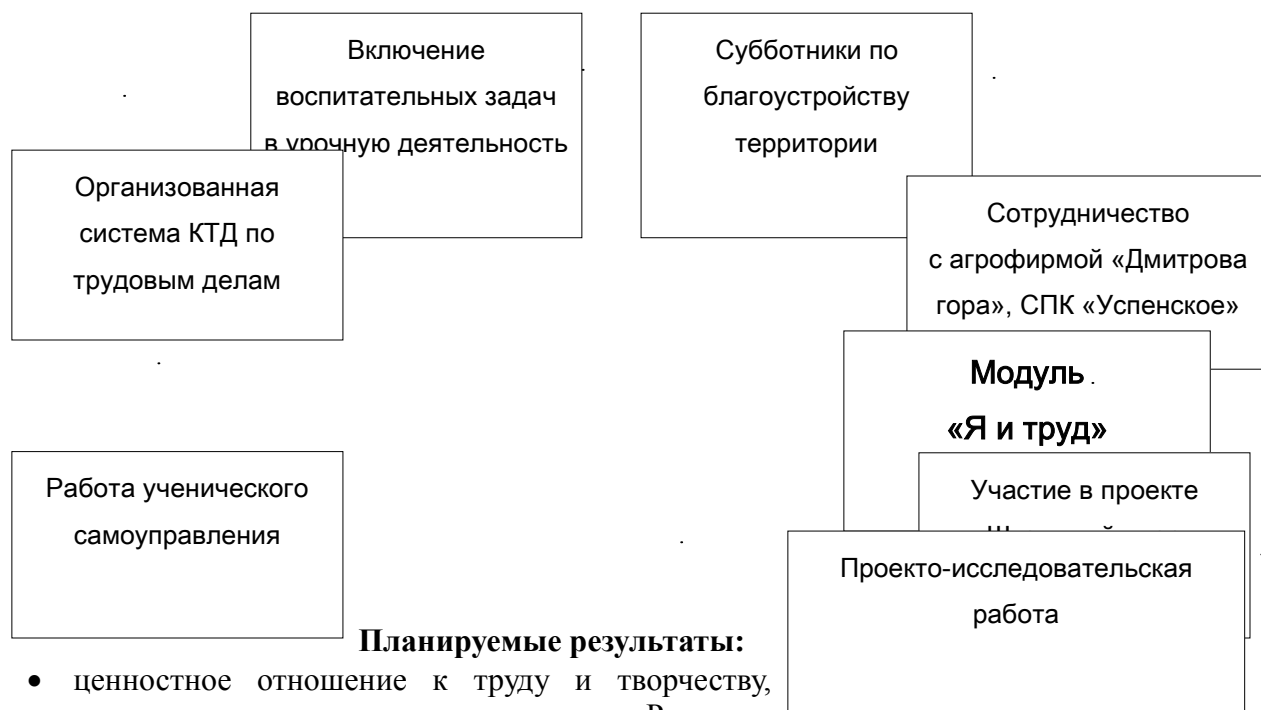 Включение
воспитательных задач
в урочную деятельность
Субботники по
благоустройству
территории
Организованная
система КТД по
трудовым делам
Сотрудничество
с агрофирмой «Дмитрова
гора», СПК «Успенское»
Модуль
«Я и труд»
Работа ученического
самоуправления
Участие в проекте
Проекто-исследовательская
работа
Планируемые результаты:
• ценностное отношение к труду и творчеству,